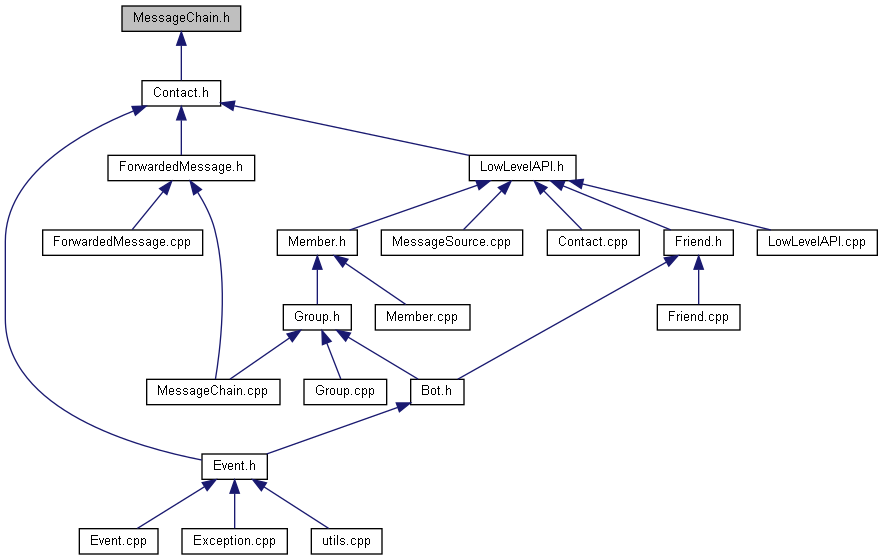 MessageChain.h
Contact.h
ForwardedMessage.h
LowLevelAPI.h
ForwardedMessage.cpp
Member.h
MessageSource.cpp
Contact.cpp
Friend.h
LowLevelAPI.cpp
Group.h
Member.cpp
Friend.cpp
MessageChain.cpp
Group.cpp
Bot.h
Event.h
Event.cpp
Exception.cpp
utils.cpp